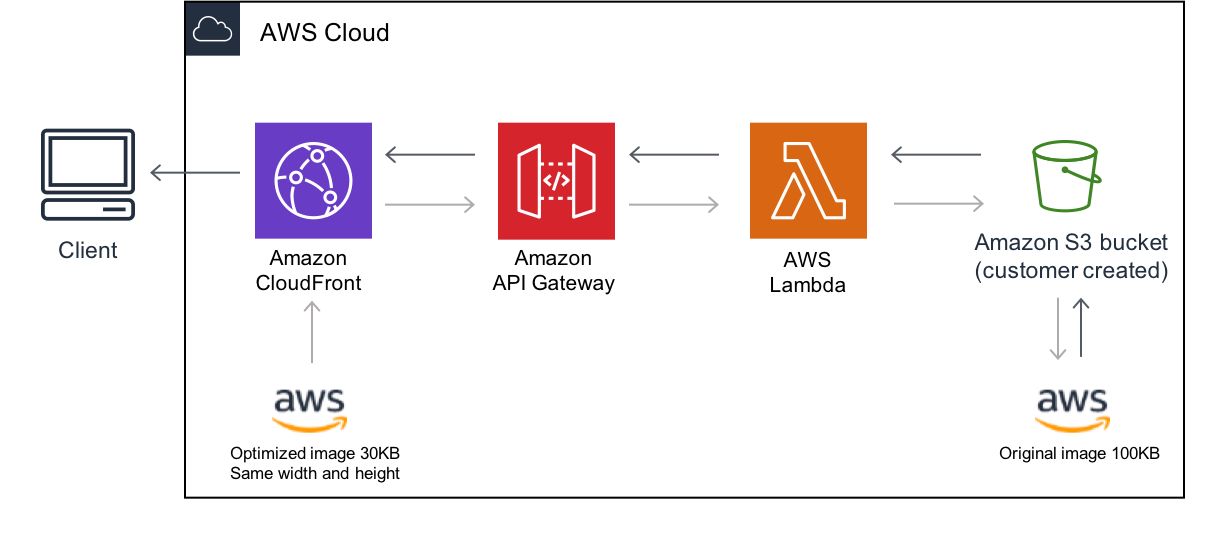 AWS Cloud
Client
Amazon
CloudFront
Amazon
API Gateway
</>
AWS
Lambda
Amazon S3 bucket
(customer created)
aws
Optimized image 30KB
Same width and height
aws
Original image 100KB